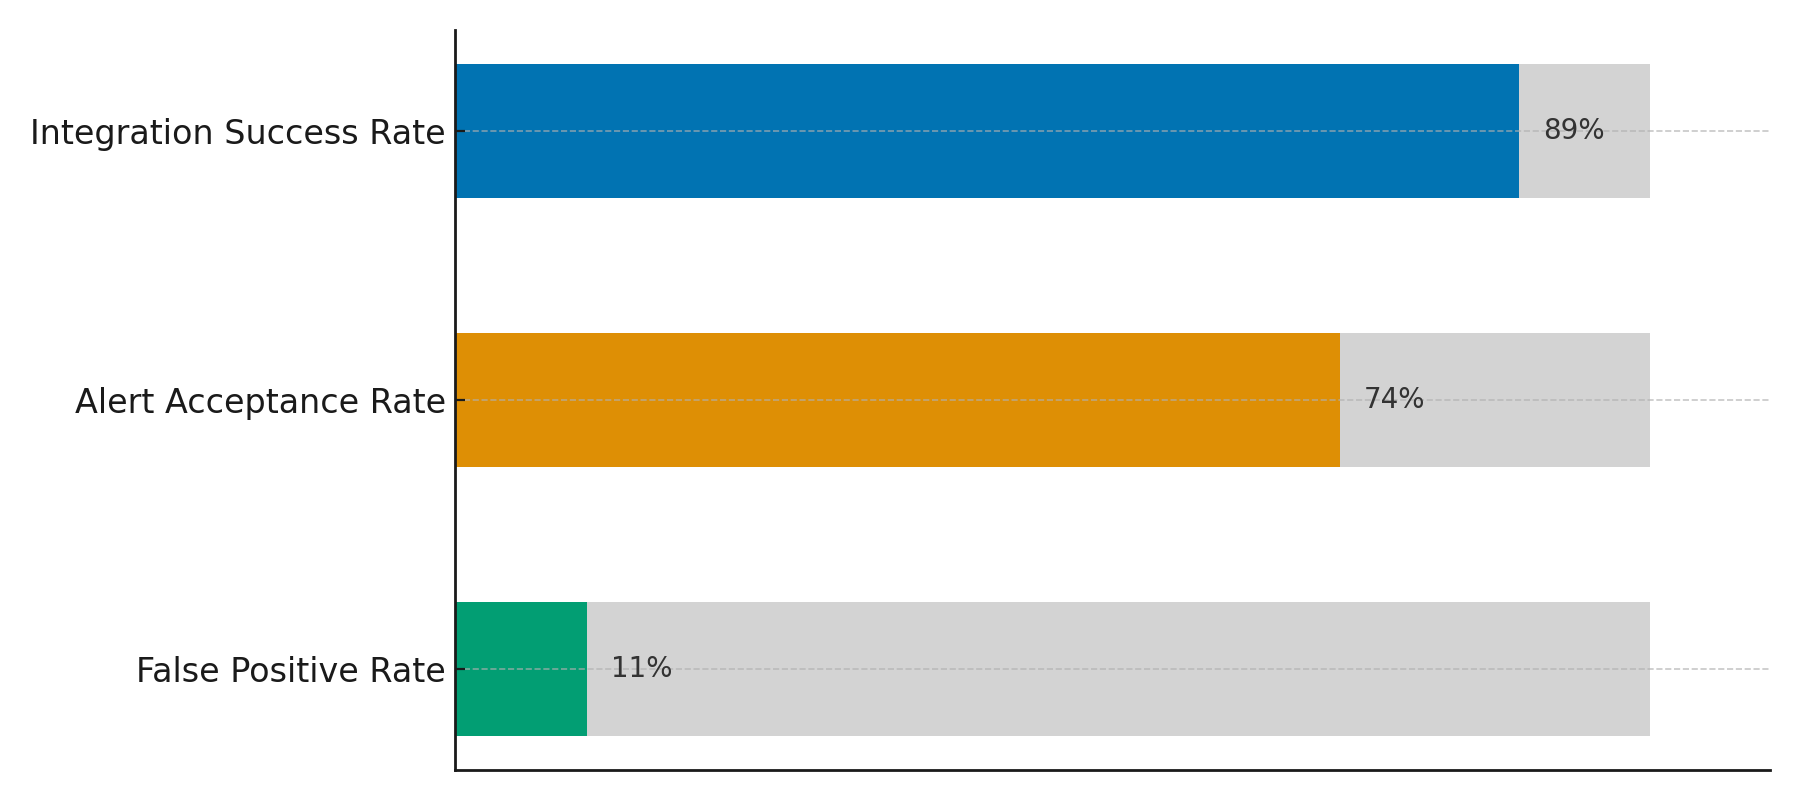 Integration Success Rate
89%
Alert Acceptance Rate
74%
False Positive Rate
11%